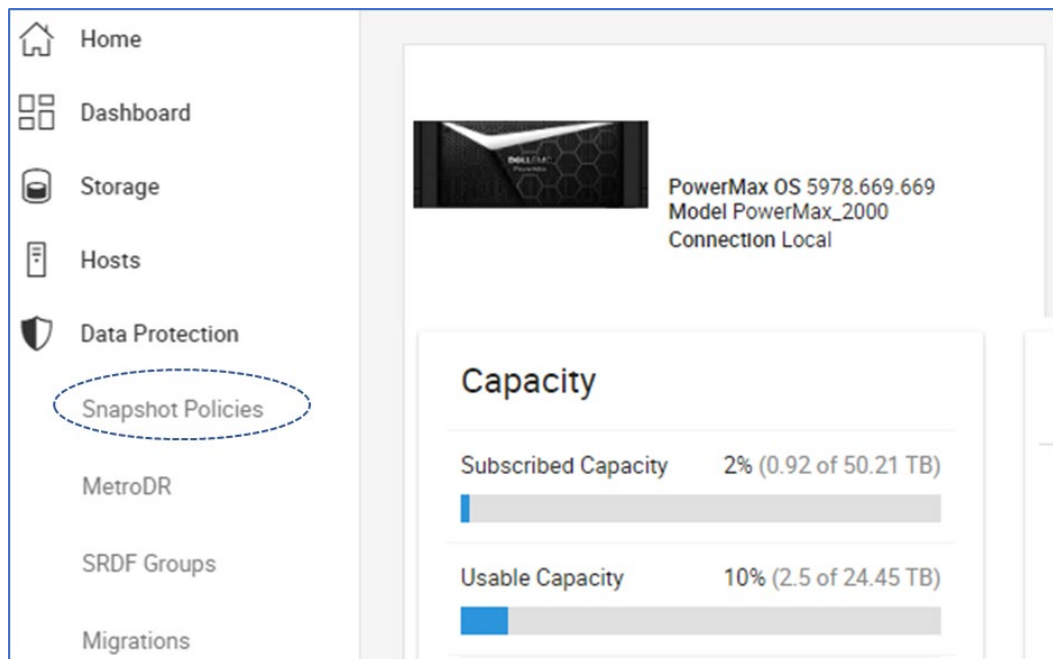 Home
Dashboard
Storage
Hosts
Data Protection
Snapshot Policies
MetroDR
SRDF Groups
Migrations
DELLEMC
PowerMax
PowerMax OS 5978.669.669
Model PowerMax_2000
Connection Local
Capacity
Subscribed Capacity 2% (0.92 of 50.21 TB)
Usable Capacity 10% (2.5 of 24.45 TB)